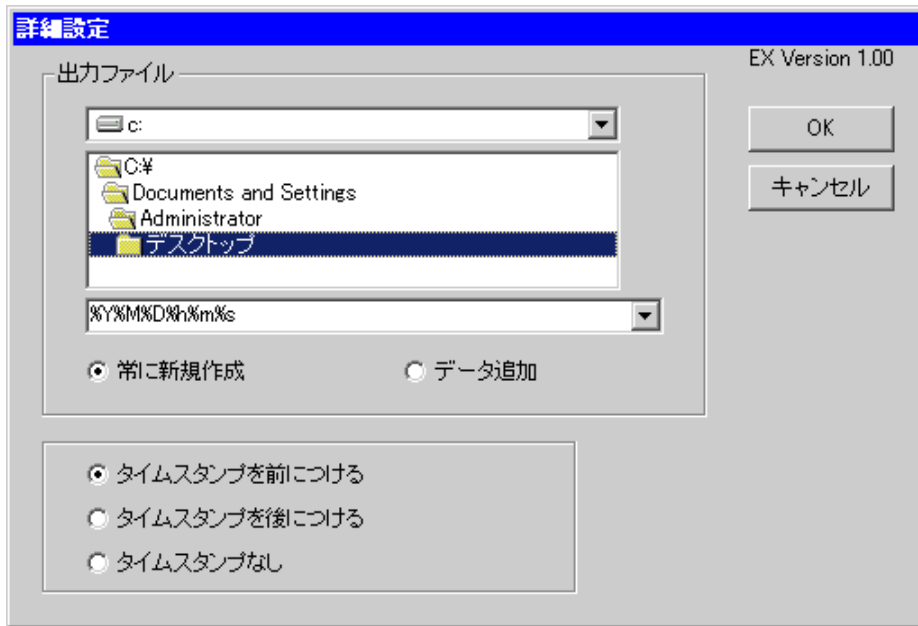 詳細設定
EX Version 1.00
出力ファイル
c:
OK
C:¥
キャンセル
Documents and Settings
Administrator
デスクトップ
%Y%M%D%h%m%s
常に新規作成
データ追加
タイムスタンプを前につける
タイムスタンプを後につける
タイムスタンプなし